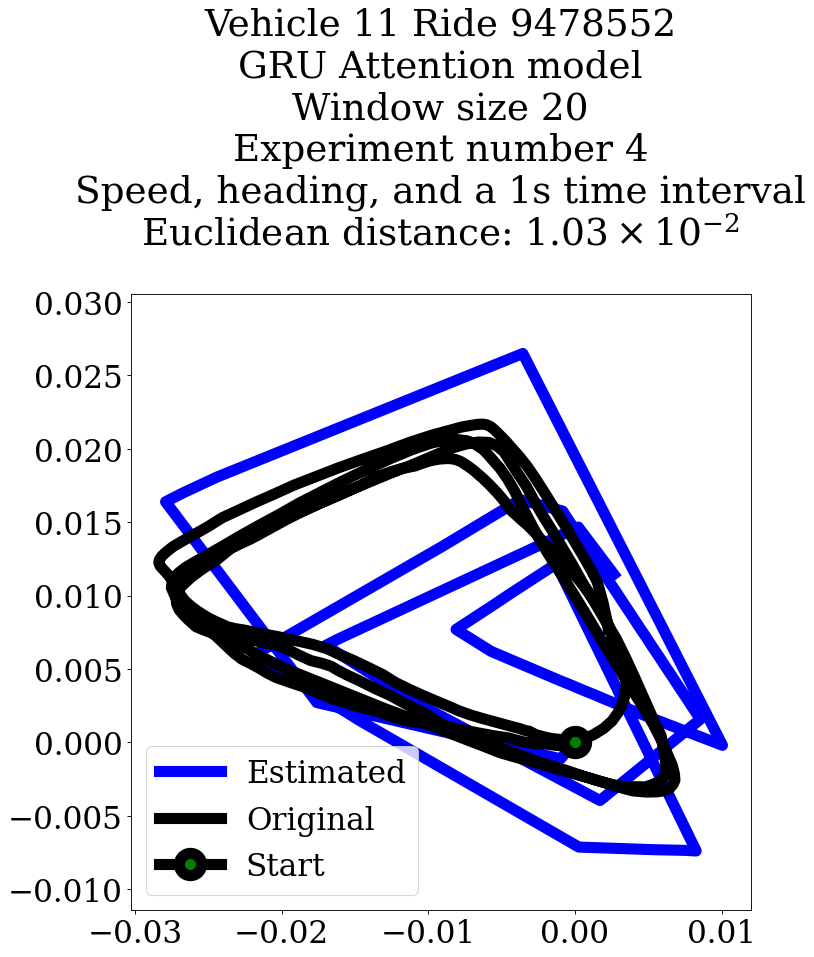 Vehicle 11 Ride 9478552
GRU Attention model
Window size 20
Experiment number 4
Speed, heading, and a 1s time interval
Euclidean distance: 1.03 × 10⁻²
0.030
0.025
0.020
0.015
0.010
0.005
0.000
−0.005
−0.010
Estimated
Original
Start
−0.03 −0.02 −0.01 0.00 0.01